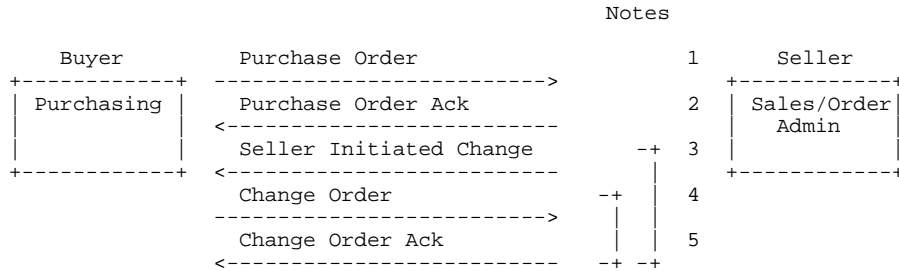 Notes
Buyer Purchase Order 1 Seller
Purchasing Purchase Order Ack 2 Sales/Order
Admin
Seller Initiated Change 3
Change Order 4
Change Order Ack 5